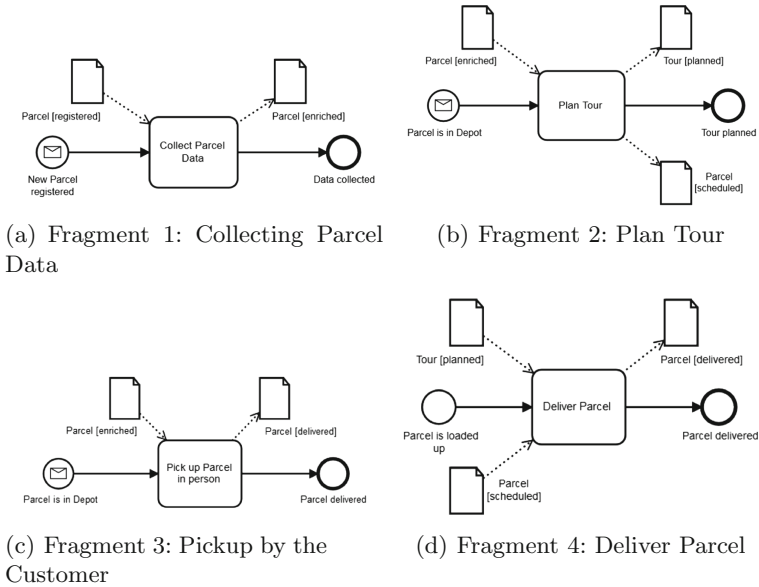 Parcel [registered]
Parcel [enriched]
Collect Parcel
Data
New Parcel
registered
Data collected
(a) Fragment 1: Collecting Parcel
Data
Parcel [enriched]
Tour [planned]
Plan Tour
Parcel is in Depot
Tour planned
Parcel
[scheduled]
(b) Fragment 2: Plan Tour
Parcel [enriched]
Parcel [delivered]
Pick up Parcel
in person
Parcel is in Depot
Parcel delivered
(c) Fragment 3: Pickup by the
Customer
Tour [planned]
Parcel [delivered]
Deliver Parcel
Parcel is loaded
up
Parcel delivered
Parcel
[scheduled]
(d) Fragment 4: Deliver Parcel